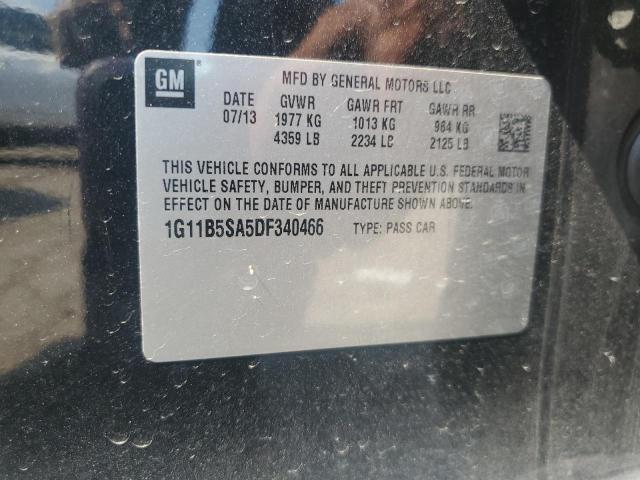 GM ®
MFD BY GENERAL MOTORS LLC
DATE GVWR GAWR FRT GAWR RR
07/13 1977 KG 1013 KG 964 KG
4359 LB 2234 LB 2125 LB
THIS VEHICLE CONFORMS TO ALL APPLICABLE U.S. FEDERAL MOTOR
VEHICLE SAFETY, BUMPER, AND THEFT PREVENTION STANDARDS IN
EFFECT ON THE DATE OF MANUFACTURE SHOWN ABOVE.
1G11B5SA5DF340466 TYPE: PASS CAR